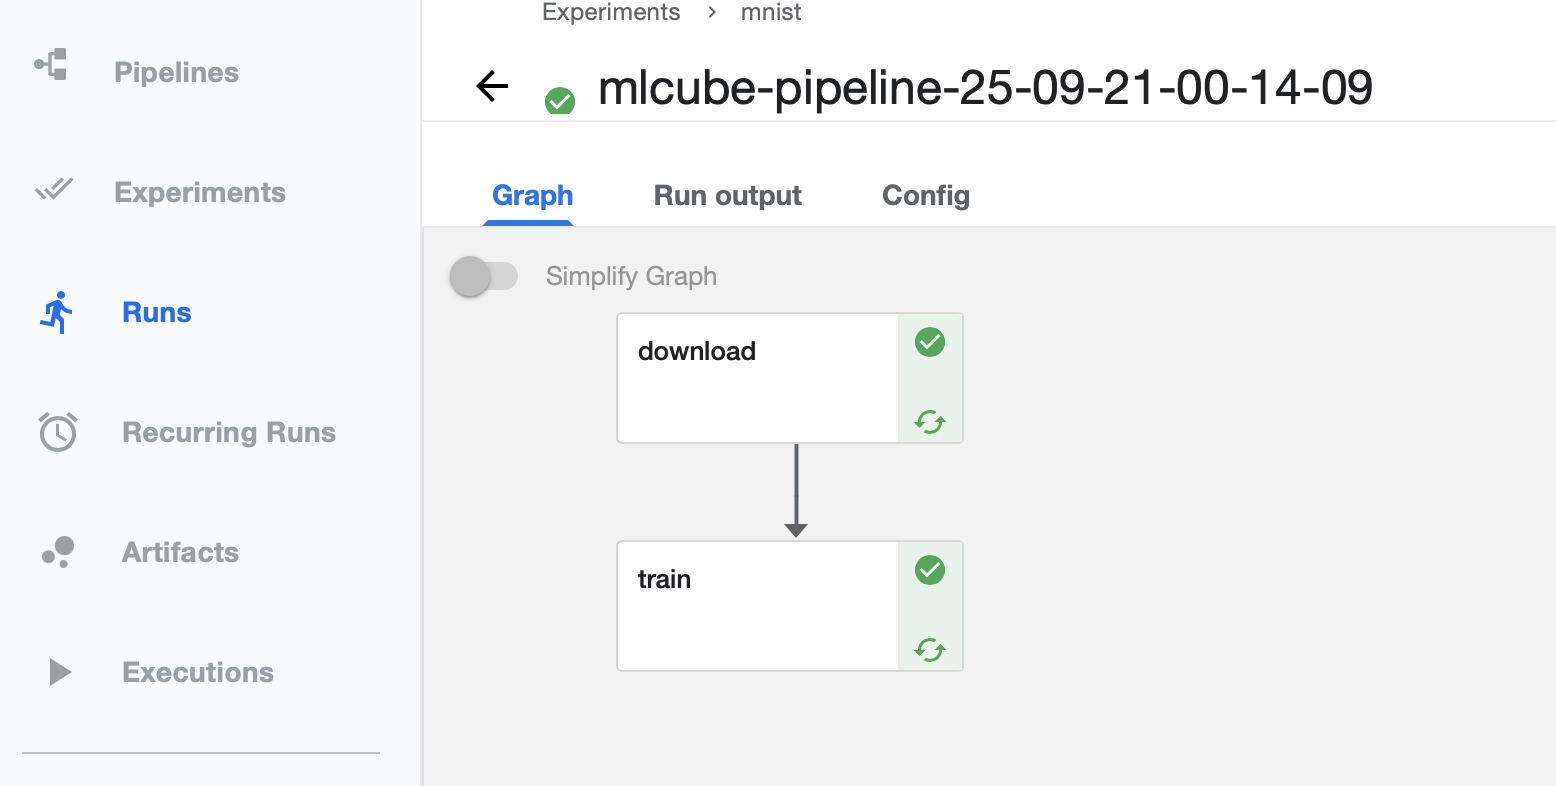 Pipelines
Experiments
Runs
Recurring Runs
Artifacts
Executions
Experiments > mnist
mlcube-pipeline-25-09-21-00-14-09
Graph Run output Config
Simplify Graph
download
train